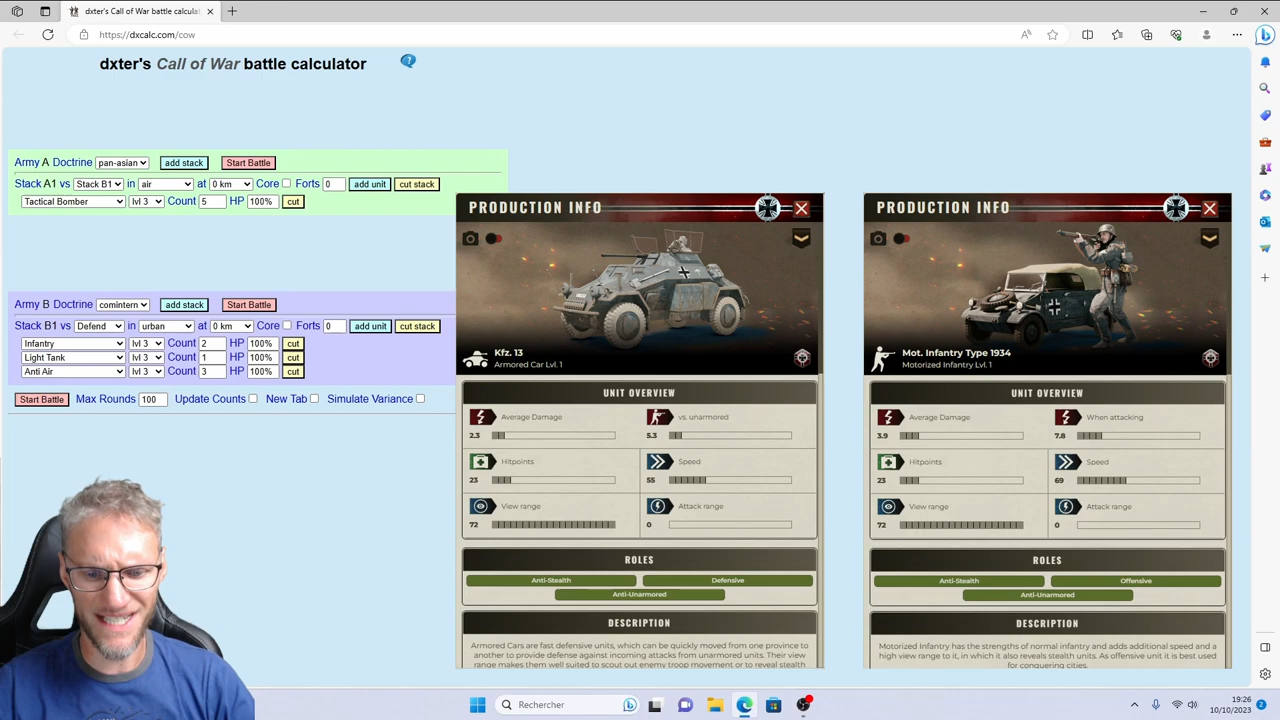 dxter's Call of War battle calculat
https://dxcalc.com/cow
dxter's Call of War battle calculator
Army A Doctrine pan-asian add stack Start Battle
Stack A1 vs Stack B1 in air at 0 km Core Forts 0 add unit cut stack
Tactical Bomber lvl 3 Count 5 HP 100% cut
Army B Doctrine comintern add stack Start Battle
Stack B1 vs Defend in urban at 0 km Core Forts 0 add unit cut stack
Infantry lvl 3 Count 2 HP 100% cut
Light Tank lvl 3 Count 1 HP 100% cut
Anti Air lvl 3 Count 3 HP 100% cut
Start Battle Max Rounds 100 Update Counts New Tab Simulate Variance
PRODUCTION INFO
Kfz. 13
Armored Car Lvl. 1
UNIT OVERVIEW
Average Damage vs. unarmored
2.3 5.3
Hitpoints Speed
23 55
View range Attack range
72 0
ROLES
Anti-Stealth Defensive
Anti-Unarmored
DESCRIPTION
Armored Cars are fast defensive units, which can be quickly moved from one province to
another to provide defense against incoming attacks from unarmored units. Their view
range makes them well suited to scout out enemy troop movement or to reveal stealth
PRODUCTION INFO
Mot. Infantry Type 1934
Motorized Infantry Lvl. 1
UNIT OVERVIEW
Average Damage When attacking
3.9 7.8
Hitpoints Speed
23 69
View range Attack range
72 0
ROLES
Anti-Stealth Offensive
Anti-Unarmored
DESCRIPTION
Motorized Infantry has the strengths of normal infantry and adds additional speed and a
high view range to it, in which it also reveals stealth units. As offensive unit it is best used
for conquering cities.
Rechercher
19:26
10/10/2023
2